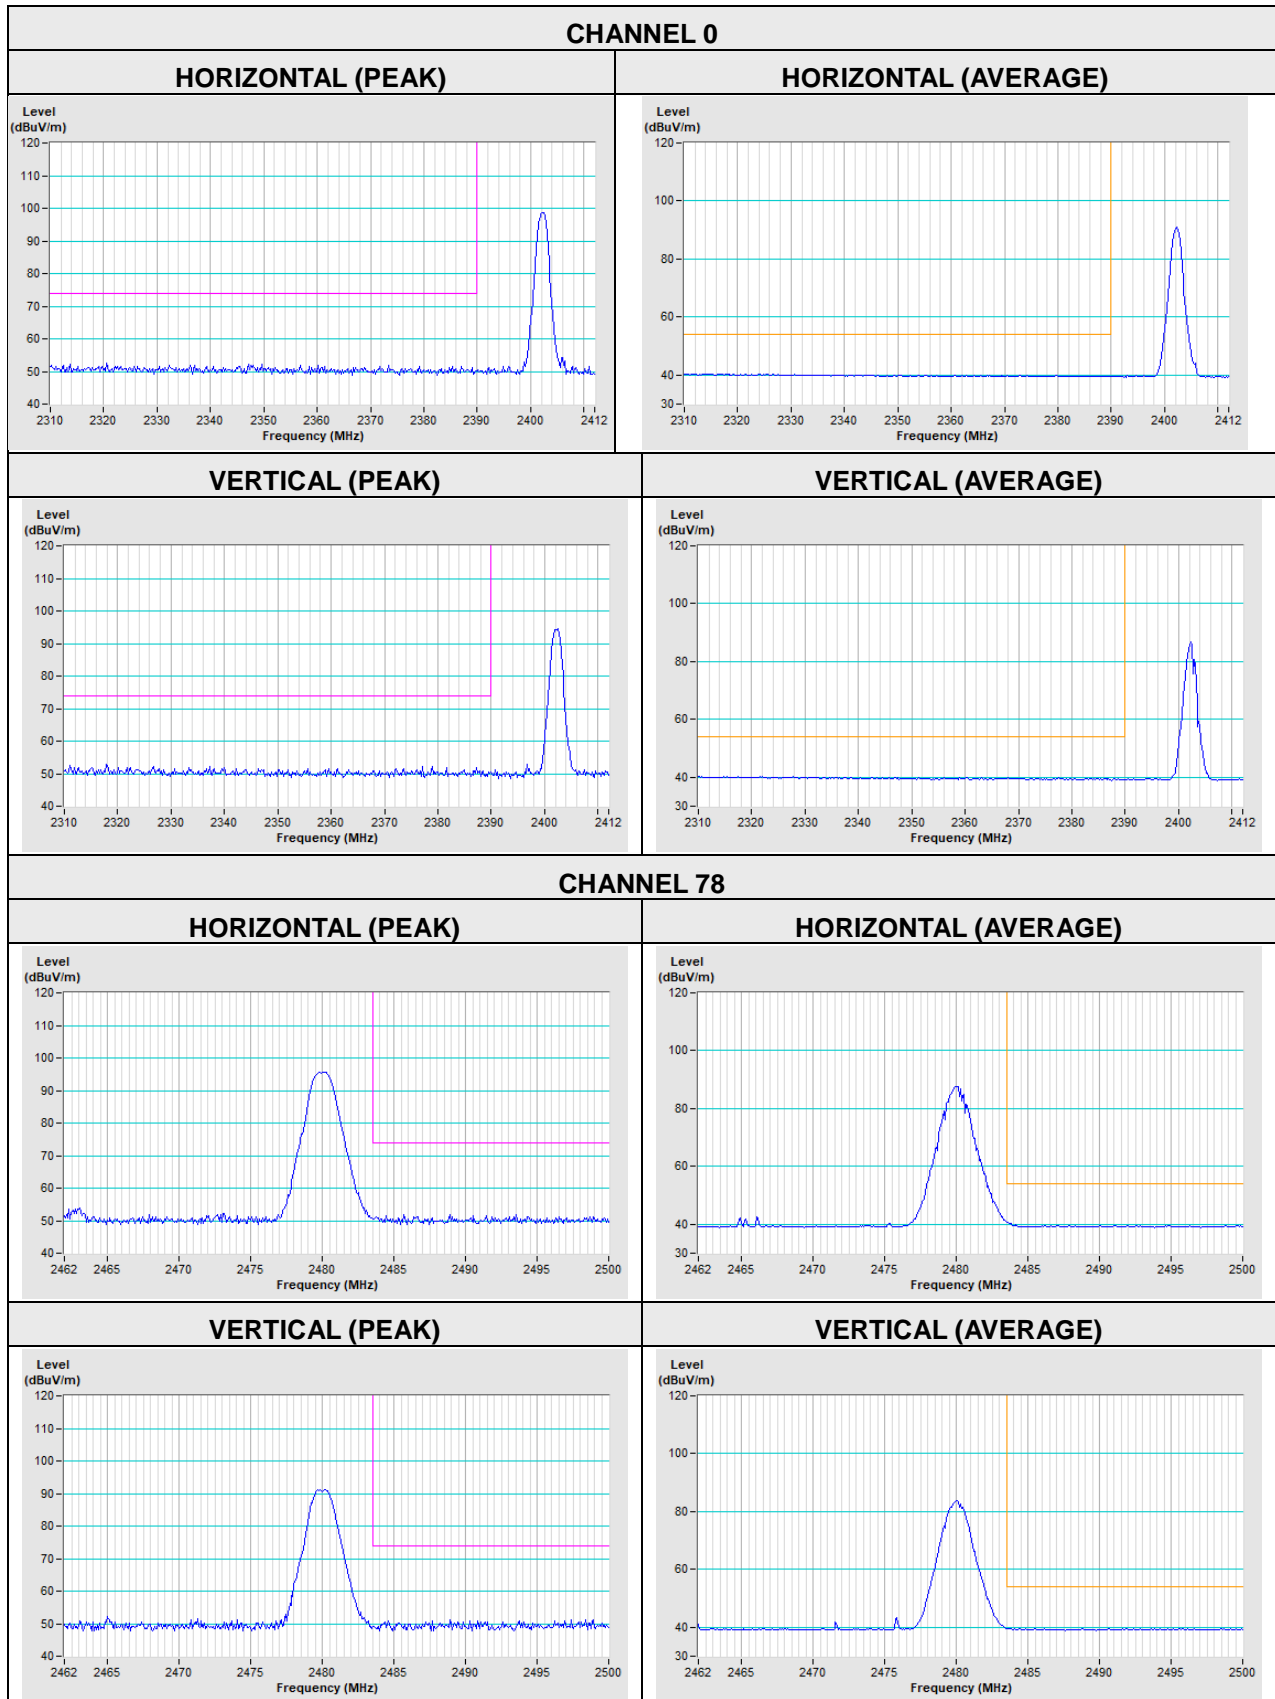 CHANNEL 0
HORIZONTAL (PEAK)
HORIZONTAL (AVERAGE)
Level
(dBuV/m)
120
110
100
90
80
70
60
50
40
2310 2320 2330 2340 2350 2360 2370 2380 2390 2400 2412
Frequency (MHz)
Level
(dBuV/m)
120
100
80
60
40
30
2310 2320 2330 2340 2350 2360 2370 2380 2390 2400 2412
Frequency (MHz)
VERTICAL (PEAK)
VERTICAL (AVERAGE)
Level
(dBuV/m)
120
110
100
90
80
70
60
50
40
2310 2320 2330 2340 2350 2360 2370 2380 2390 2400 2412
Frequency (MHz)
Level
(dBuV/m)
120
100
80
60
40
30
2310 2320 2330 2340 2350 2360 2370 2380 2390 2400 2412
Frequency (MHz)
CHANNEL 78
HORIZONTAL (PEAK)
HORIZONTAL (AVERAGE)
Level
(dBuV/m)
120
110
100
90
80
70
60
50
40
2462 2465 2470 2475 2480 2485 2490 2495 2500
Frequency (MHz)
Level
(dBuV/m)
120
100
80
60
40
30
2462 2465 2470 2475 2480 2485 2490 2495 2500
Frequency (MHz)
VERTICAL (PEAK)
VERTICAL (AVERAGE)
Level
(dBuV/m)
120
110
100
90
80
70
60
50
40
2462 2465 2470 2475 2480 2485 2490 2495 2500
Frequency (MHz)
Level
(dBuV/m)
120
100
80
60
40
30
2462 2465 2470 2475 2480 2485 2490 2495 2500
Frequency (MHz)